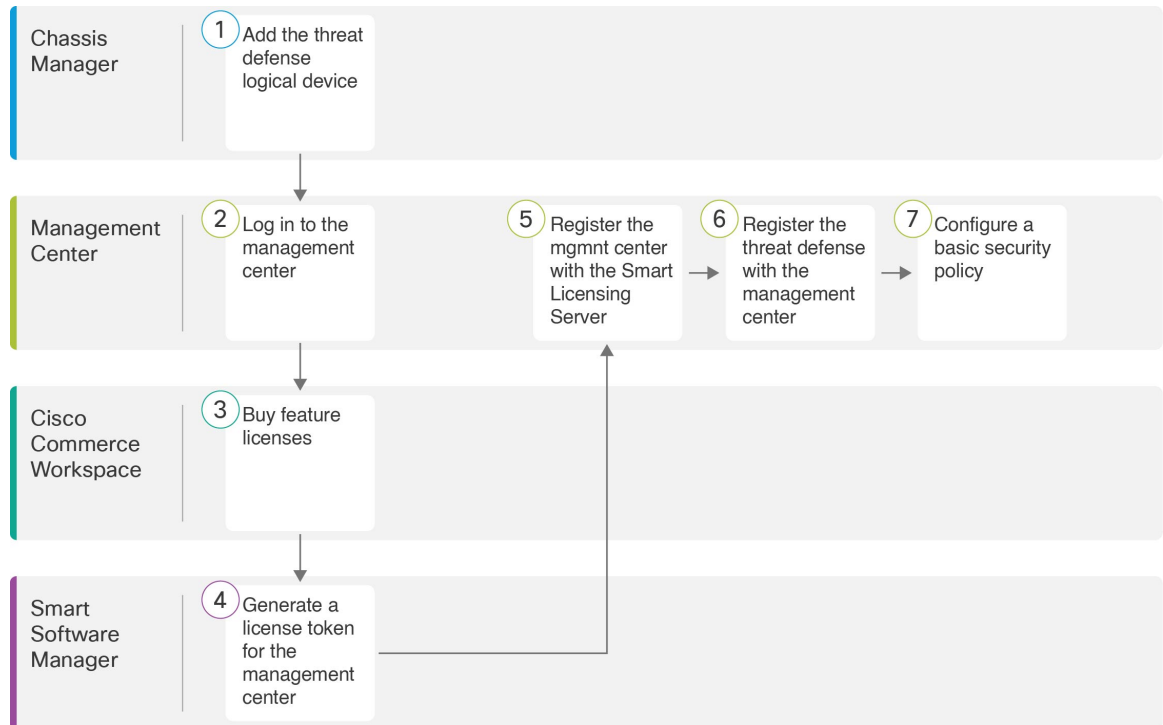 Chassis
Manager
1
Add the threat
defense
logical device
Management
Center
2
Log in to the
management
center
5
Register the
mgmnt center
with the Smart
Licensing
Server
6
Register the
threat defense
with the
management
center
7
Configure a
basic security
policy
Cisco
Commerce
Workspace
3
Buy feature
licenses
Smart
Software
Manager
4
Generate a
license token
for the
management
center